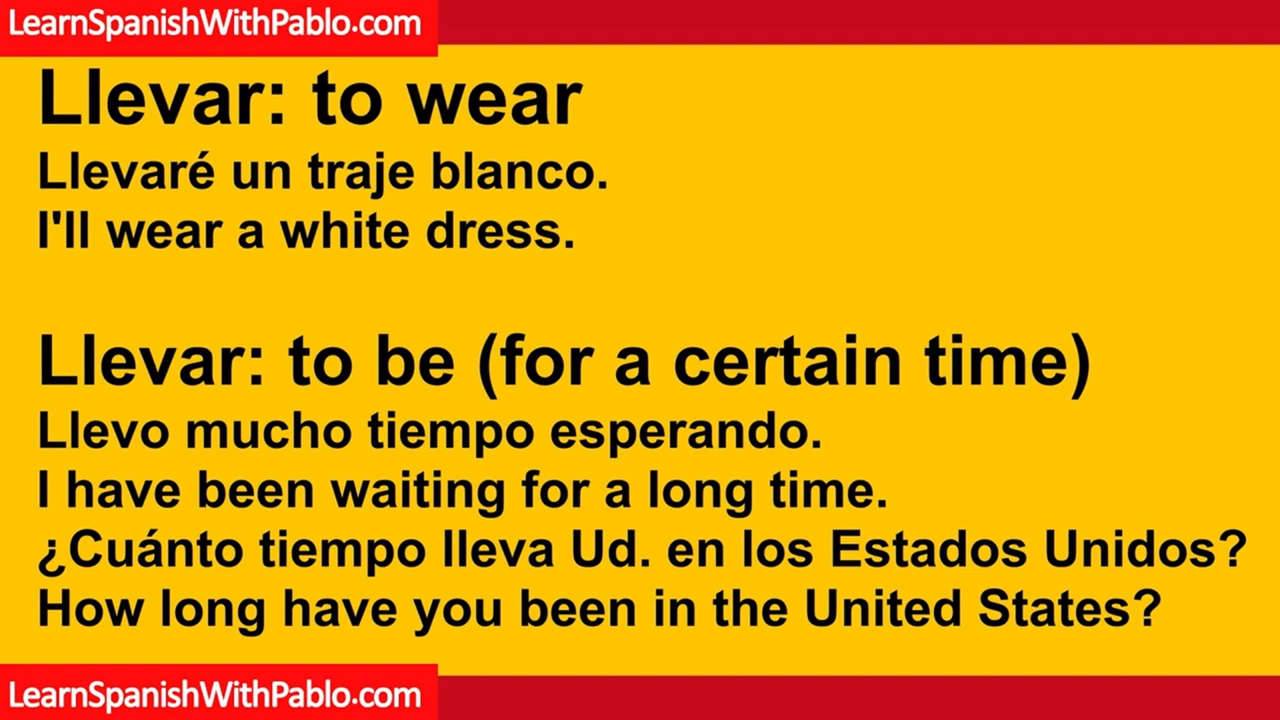 LearnSpanishWithPablo.com
Llevar: to wear
Llevaré un traje blanco.
I'll wear a white dress.
Llevar: to be (for a certain time)
Llevo mucho tiempo esperando.
I have been waiting for a long time.
¿Cuánto tiempo lleva Ud. en los Estados Unidos?
How long have you been in the United States?
LearnSpanishWithPablo.com